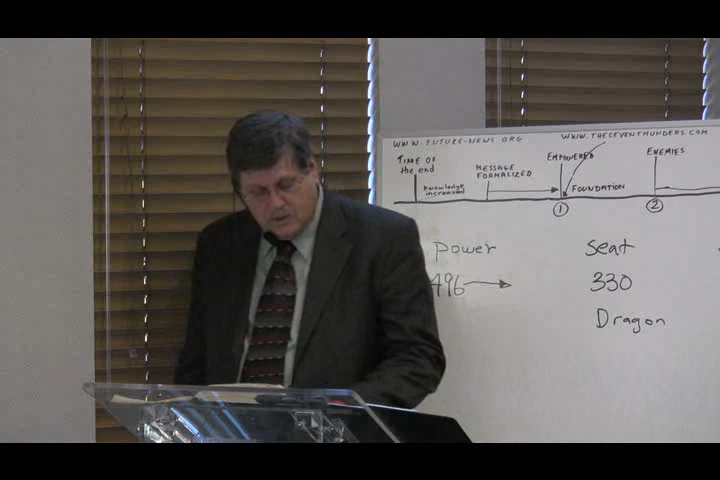 WWW.FUTURE-NEWS.ORG
WWW.THESEVENTHUNDERS.COM
TIME OF
the end
MESSAGE
FORMALIZED
EMPOWERED
ENEMIES
Knowledge
increased
FOUNDATION
1
2
Power
Seat
496
330
Dragon